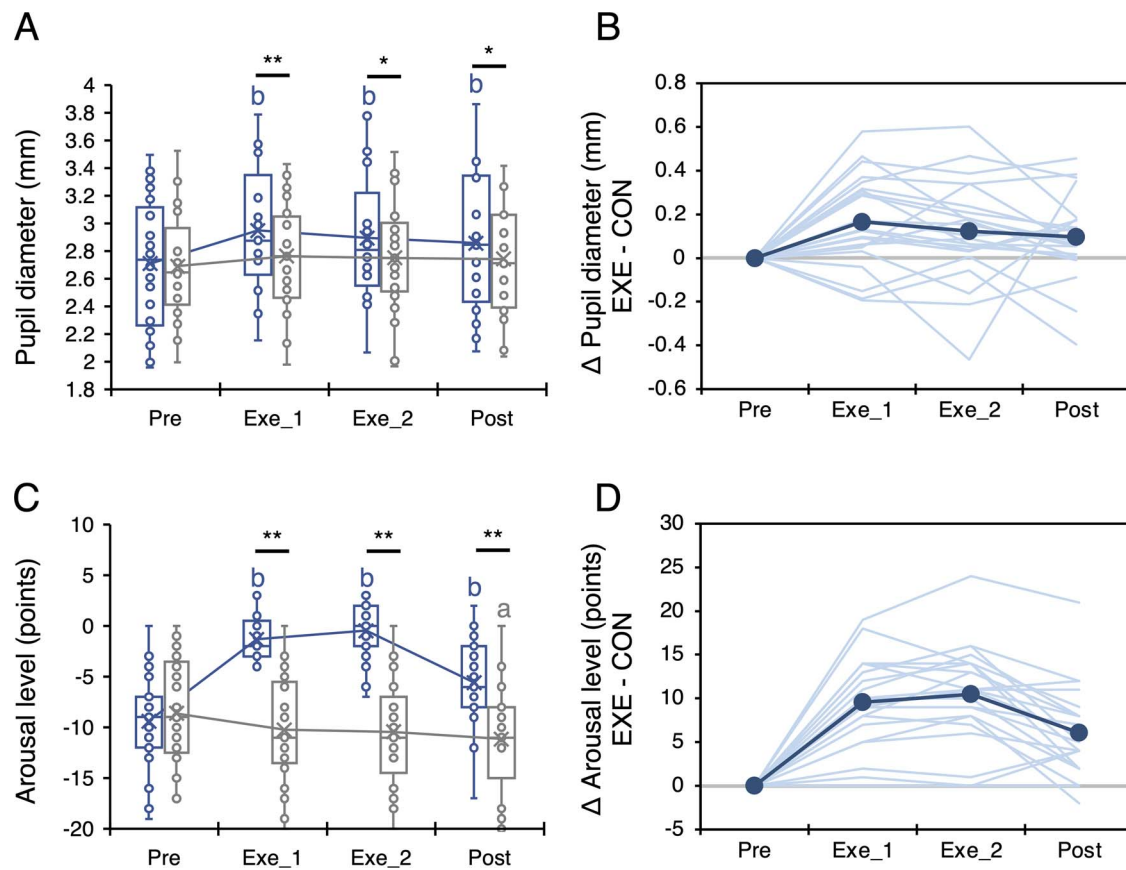 A
**
*
*
b
b
b
4
3.8
3.6
3.4
3.2
3
2.8
2.6
2.4
2.2
2
1.8
Pupil diameter (mm)
Pre
Exe_1
Exe_2
Post
B
0.8
0.6
0.4
0.2
0
-0.2
-0.4
-0.6
Δ Pupil diameter (mm)
EXE - CON
Pre
Exe_1
Exe_2
Post
C
**
**
**
b
b
b
a
10
5
0
-5
-10
-15
-20
Arousal level (points)
Pre
Exe_1
Exe_2
Post
D
30
25
20
15
10
5
0
-5
Δ Arousal level (points)
EXE - CON
Pre
Exe_1
Exe_2
Post